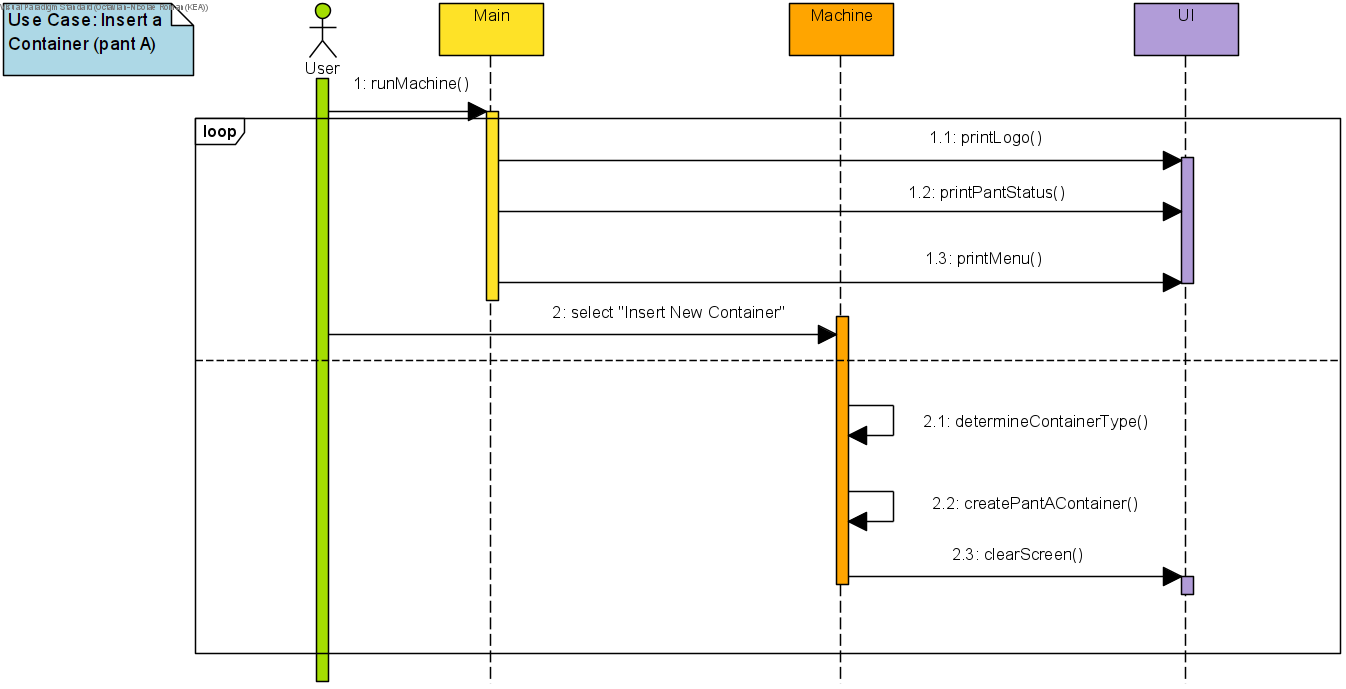 Visual Paradigm Standard (Octavian-Nicolae Roman (KEA))
Use Case: Insert a
Container (pant A)
User
Main
Machine
UI
1: runMachine()
loop
1.1: printLogo()
1.2: printPantStatus()
1.3: printMenu()
2: select "Insert New Container"
2.1: determineContainerType()
2.2: createPantAContainer()
2.3: clearScreen()